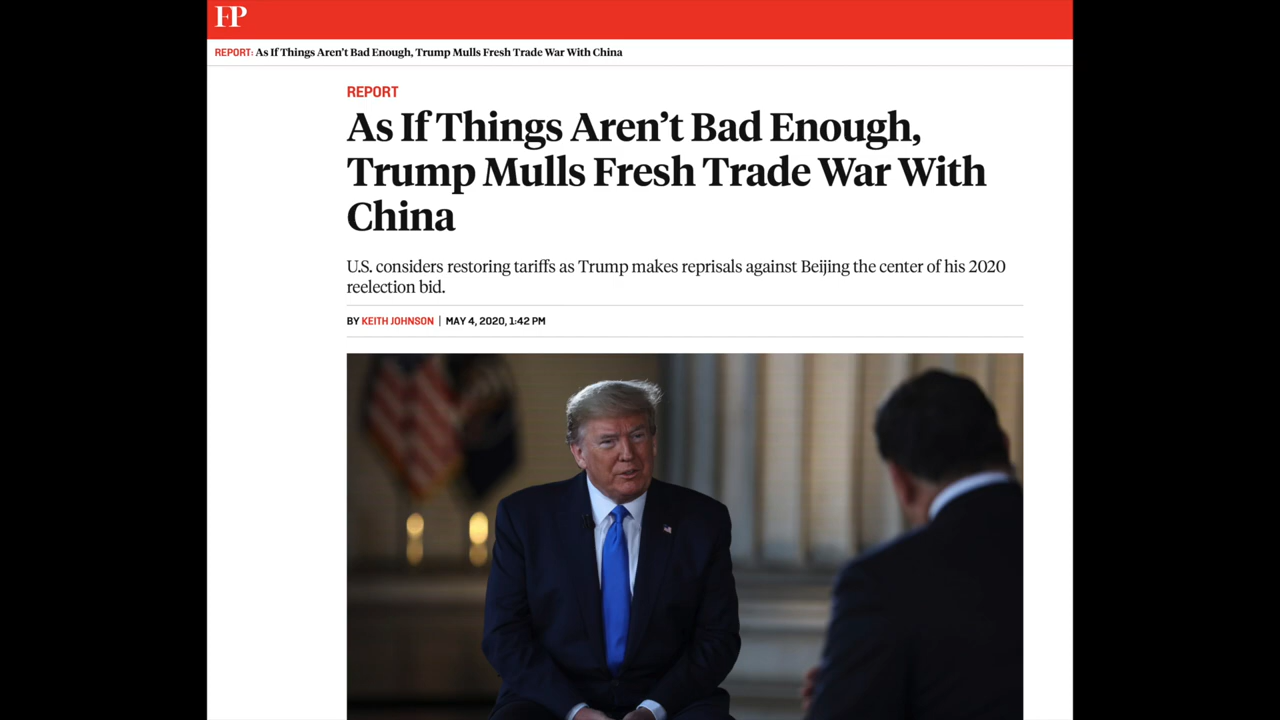 FP
REPORT: As If Things Aren't Bad Enough, Trump Mulls Fresh Trade War With China
REPORT
As If Things Aren't Bad Enough,
Trump Mulls Fresh Trade War With
China
U.S. considers restoring tariffs as Trump makes reprisals against Beijing the center of his 2020
reelection bid.
BY KEITH JOHNSON | MAY 4, 2020, 1:42 PM